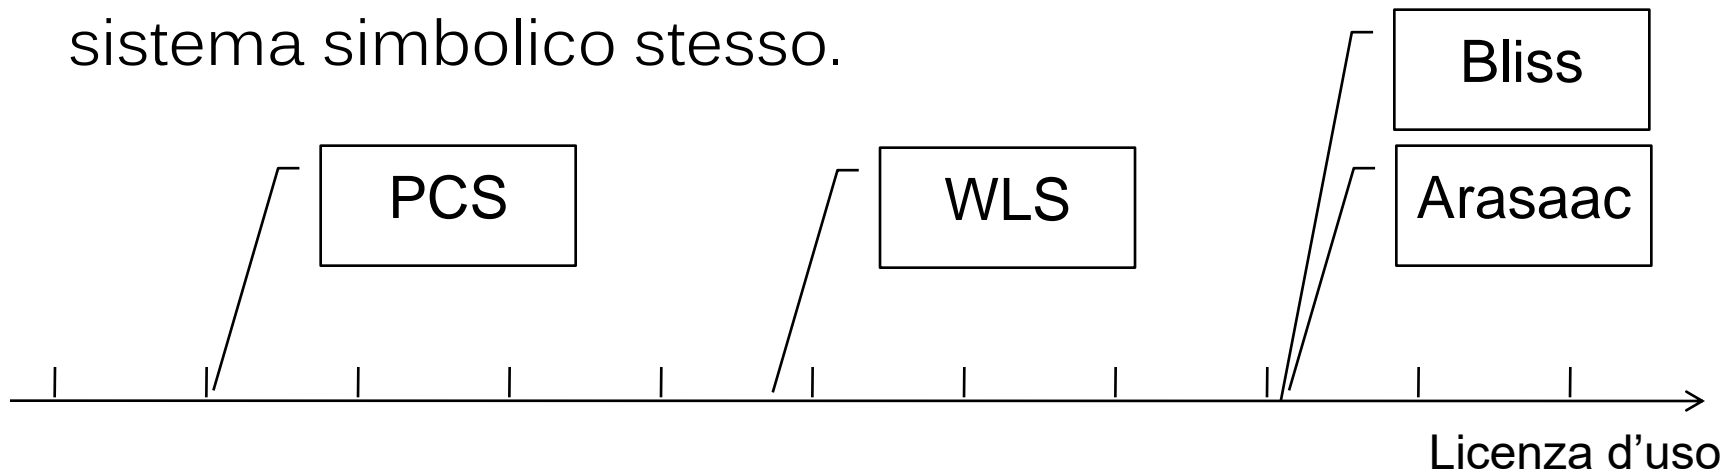 sistema simbolico stesso.
Bliss
PCS
WLS
Arasaac
Licenza d’uso